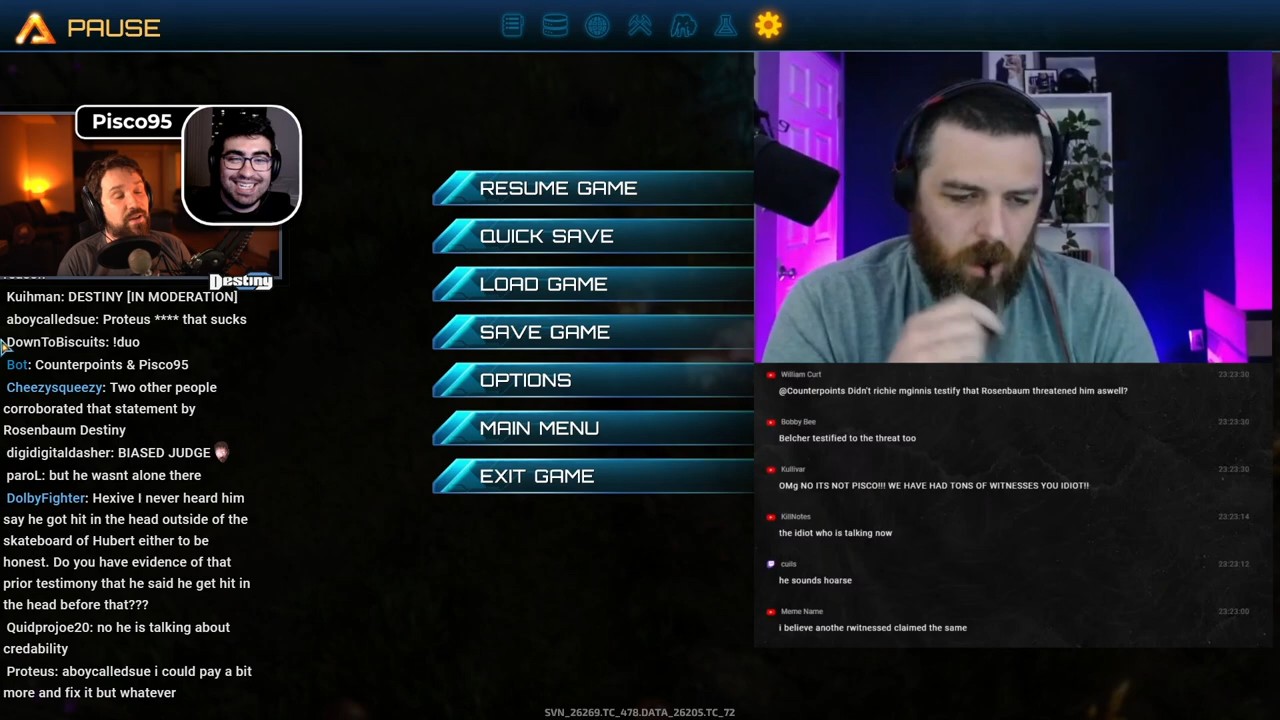 PAUSE
Pisco95
Destiny
RESUME GAME
QUICK SAVE
LOAD GAME
SAVE GAME
OPTIONS
MAIN MENU
EXIT GAME
Kuihman: DESTINY [IN MODERATION]
aboycalledsue: Proteus **** that sucks
DownToBiscuits: !duo
Bot: Counterpoints & Pisco95
Cheezysqueezy: Two other people
corroborated that statement by
Rosenbaum Destiny
digidigitaldasher: BIASED JUDGE
paroL: but he wasnt alone there
DolbyFighter: Hexive I never heard him
say he got hit in the head outside of the
skateboard of Hubert either to be
honest. Do you have evidence of that
prior testimony that he said he get hit in
the head before that???
Quidprojoe20: no he is talking about
credability
Proteus: aboycalledsue i could pay a bit
more and fix it but whatever
William Curt 23:23:30
@Counterpoints Didn't richie mginnis testify that Rosenbaum threatened him aswell?
Bobby Bee 23:23:30
Belcher testified to the threat too
Kullivar 23:23:30
OMg NO ITS NOT PISCO!!! WE HAVE HAD TONS OF WITNESSES YOU IDIOT!!
KillNotes 23:23:14
the idiot who is talking now
cuils 23:23:12
he sounds hoarse
Meme Name 23:23:00
i believe anothe rwitnessed claimed the same
SVN_26269.TC_478.DATA_26205.TC_72